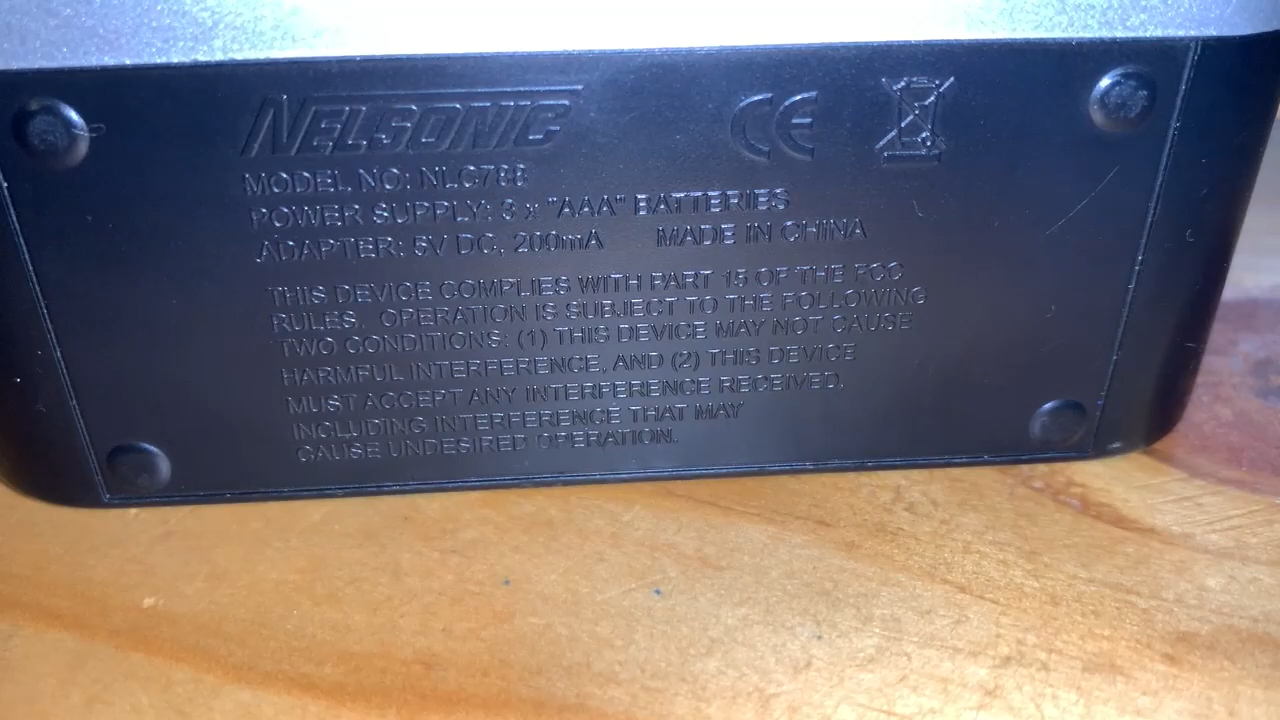 NELSONIC
CE
MODEL NO: NLC788
POWER SUPPLY: 3 x "AAA" BATTERIES
ADAPTER: 5V DC, 200mA MADE IN CHINA
THIS DEVICE COMPLIES WITH PART 15 OF THE FCC
RULES. OPERATION IS SUBJECT TO THE FOLLOWING
TWO CONDITIONS: (1) THIS DEVICE MAY NOT CAUSE
HARMFUL INTERFERENCE, AND (2) THIS DEVICE
MUST ACCEPT ANY INTERFERENCE RECEIVED,
INCLUDING INTERFERENCE THAT MAY
CAUSE UNDESIRED OPERATION.